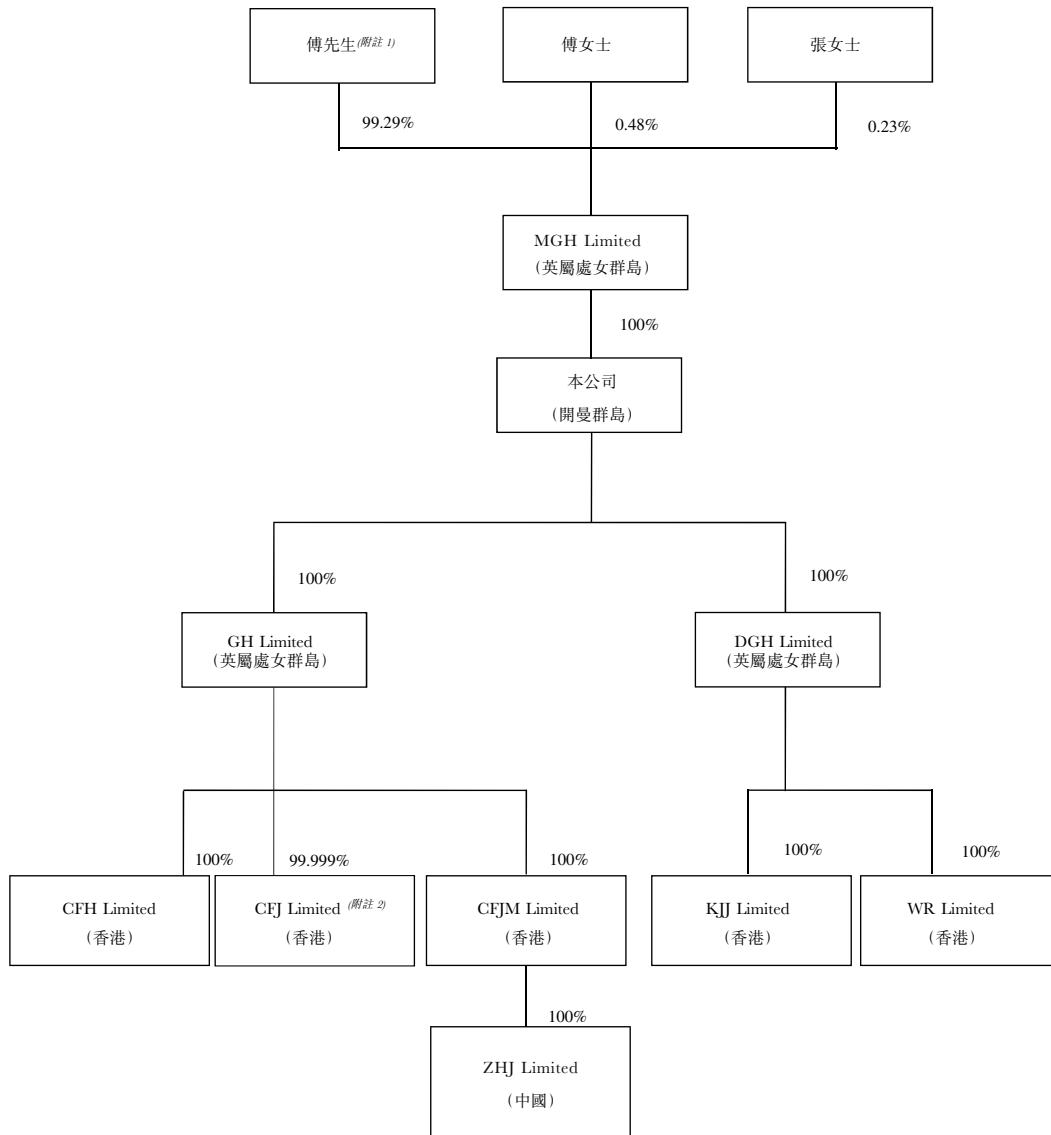 傅先生(附註 1)
傅女士
張女士
99.29%
0.48%
0.23%
MGH Limited
(英屬處女群島)
100%
本公司
(開曼群島)
100%
100%
GH Limited
(英屬處女群島)
DGH Limited
(英屬處女群島)
100%
99.999%
100%
100%
100%
CFH Limited
(香港)
CFJ Limited (附註 2)
(香港)
CFJM Limited
(香港)
KJJ Limited
(香港)
WR Limited
(香港)
100%
ZHJ Limited
(中國)